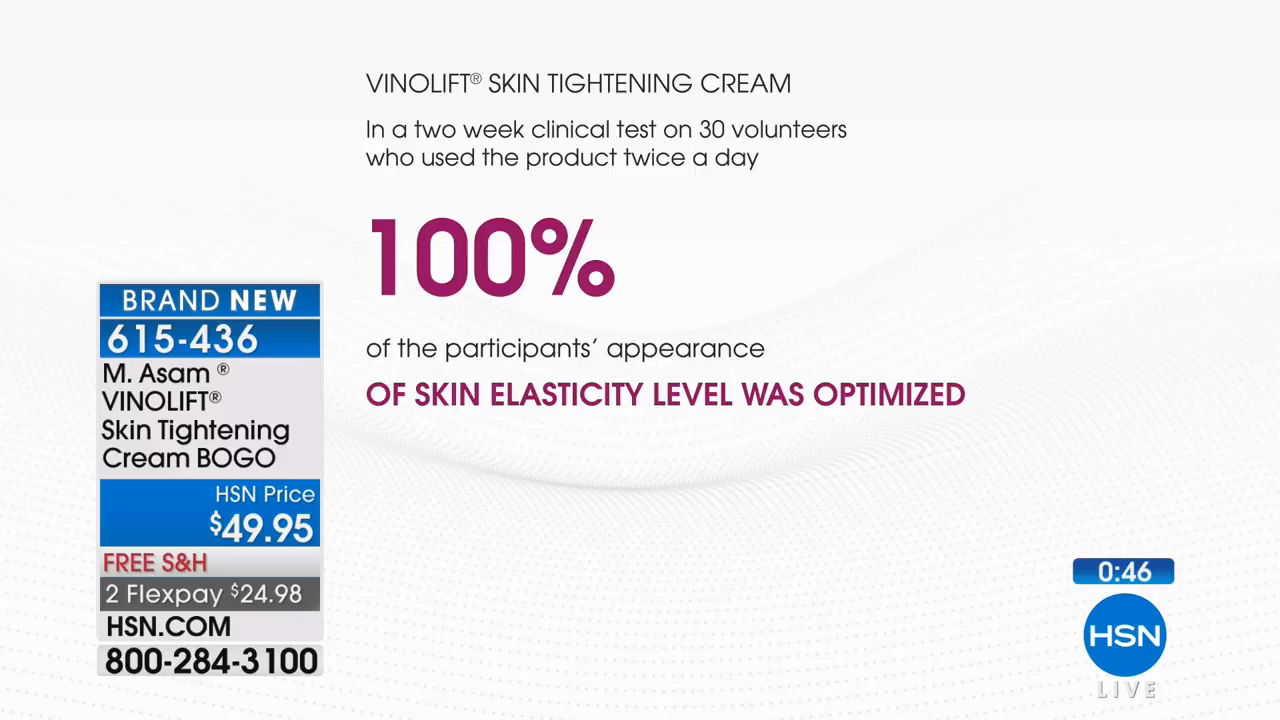 VINOLIFT® SKIN TIGHTENING CREAM
In a two week clinical test on 30 volunteers
who used the product twice a day
100%
of the participants’ appearance
OF SKIN ELASTICITY LEVEL WAS OPTIMIZED
BRAND NEW
615-436
M. Asam ®
VINOLIFT®
Skin Tightening
Cream BOGO
HSN Price
$49.95
FREE S&H
2 Flexpay $24.98
HSN.COM
800-284-3100
0:46
HSN
LIVE